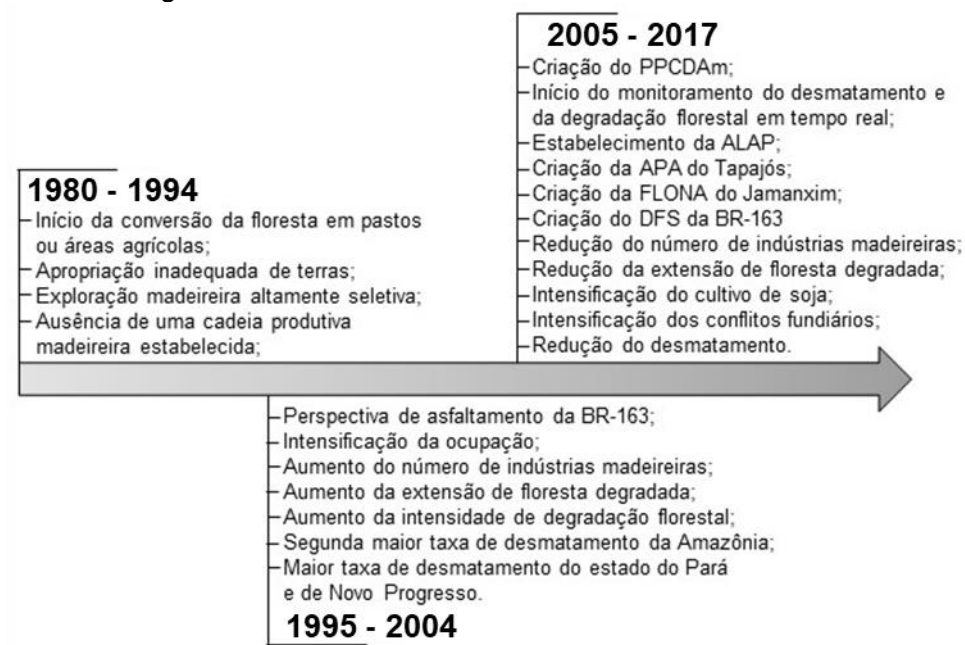 2005 - 2017
Criação do PPCDAm;
Início do monitoramento do desmatamento e
da degradação florestal em tempo real;
Estabelecimento da ALAP;
Criação da APA do Tapajós;
Criação da FLONA do Jamanxim;
Criação do DFS da BR-163
Redução do número de indústrias madeireiras;
Redução da extensão de floresta degradada;
Intensificação do cultivo de soja;
Intensificação dos conflitos fundiários;
Redução do desmatamento.
1980 - 1994
Início da conversão da floresta em pastos
ou áreas agrícolas;
Apropriação inadequada de terras;
Exploração madeireira altamente seletiva;
Ausência de uma cadeia produtiva
madeireira estabelecida;
Perspectiva de asfaltamento da BR-163;
Intensificação da ocupação;
Aumento do número de indústrias madeireiras;
Aumento da extensão de floresta degradada;
Aumento da intensidade de degradação florestal;
Segunda maior taxa de desmatamento da Amazônia;
Maior taxa de desmatamento do estado do Pará
e de Novo Progresso.
1995 - 2004